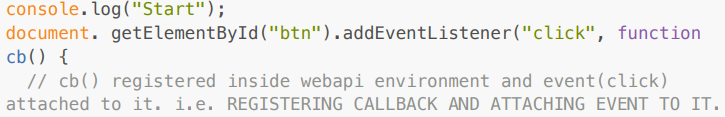 console.log("Start");
document. getElementById("btn").addEventListener("click", function
cb() {
// cb() registered inside webapi environment and event(click)
attached to it. i.e. REGISTERING CALLBACK AND ATTACHING EVENT TO IT.